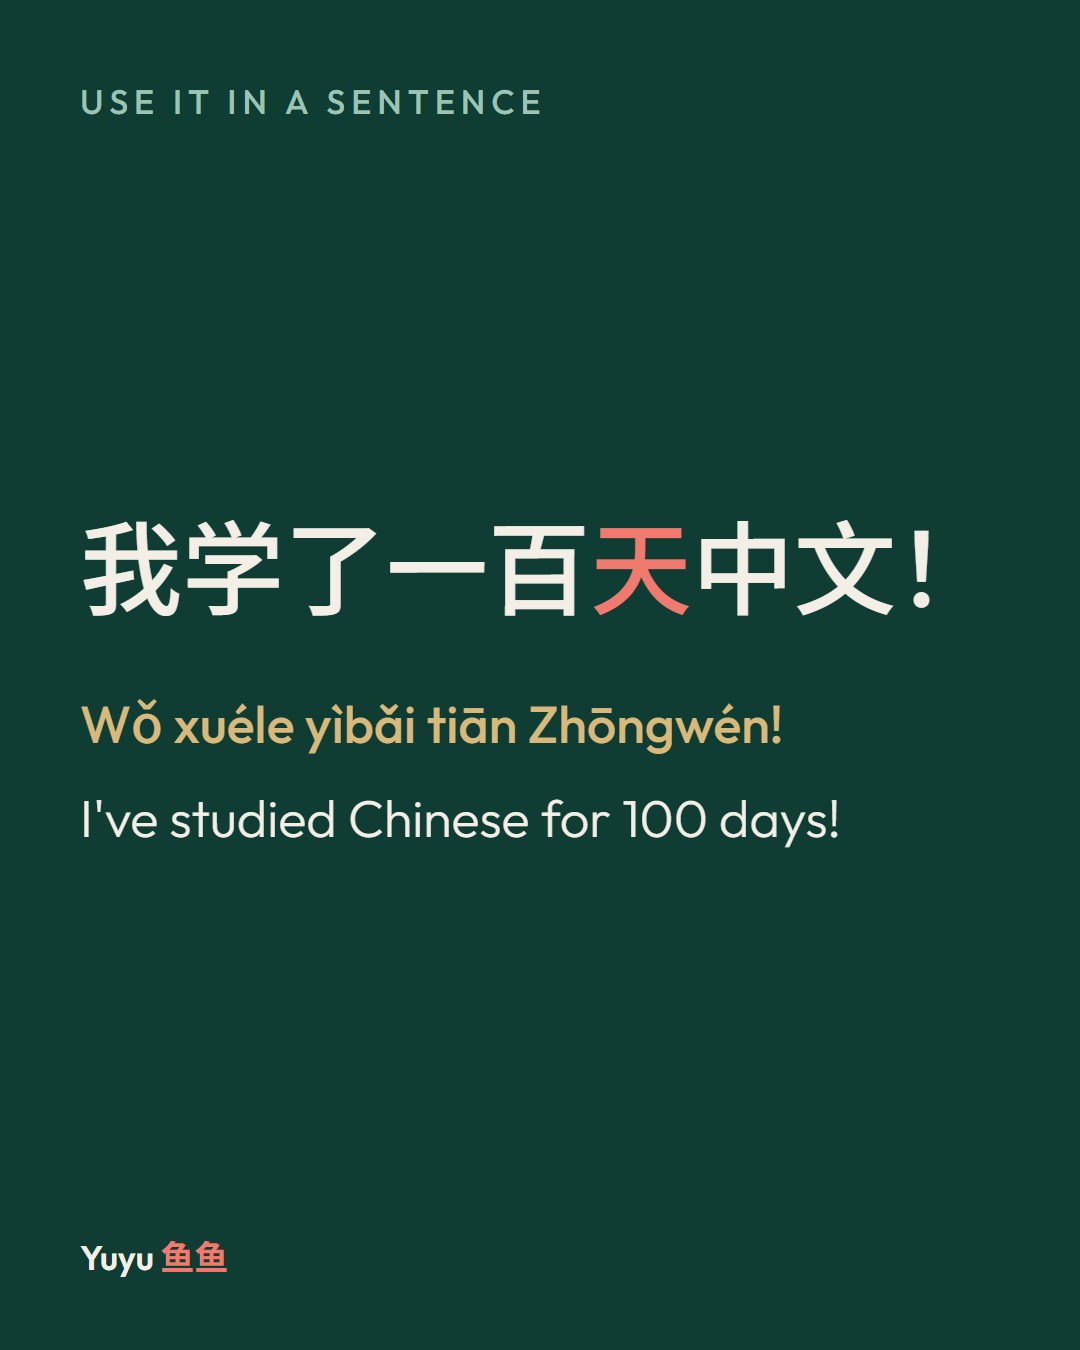 USE IT IN A SENTENCE
我学了一百天中文！
Wǒ xuéle yìbǎi tiān Zhōngwén!
I've studied Chinese for 100 days!
Yuyu 鱼鱼